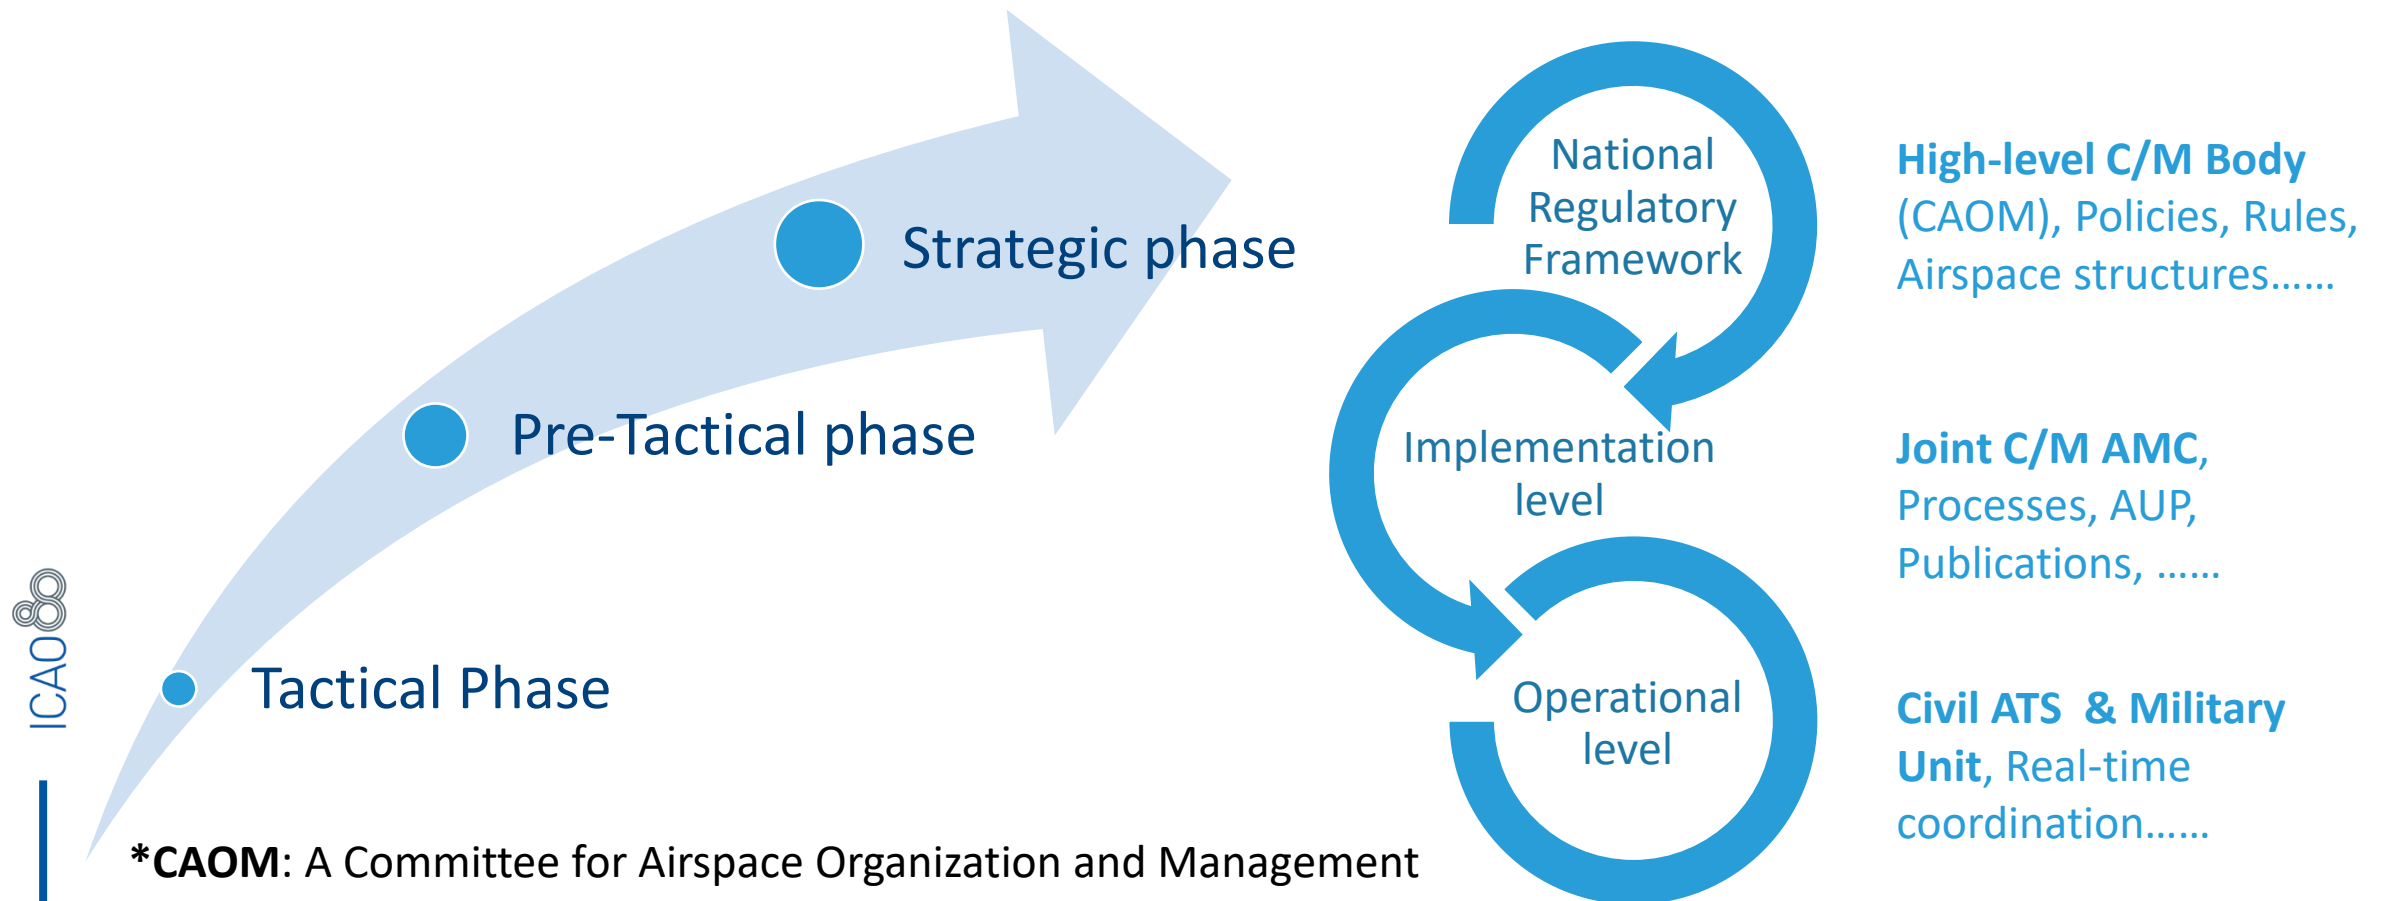 Strategic phase
Pre-Tactical phase
Tactical Phase
National
Regulatory
Framework
Implementation
level
Operational
level
High-level C/M Body
(CAOM), Policies, Rules,
Airspace structures……
Joint C/M AMC,
Processes, AUP,
Publications, ……
Civil ATS  & Military
Unit, Real-time
coordination……
ICAO
*CAOM: A Committee for Airspace Organization and Management